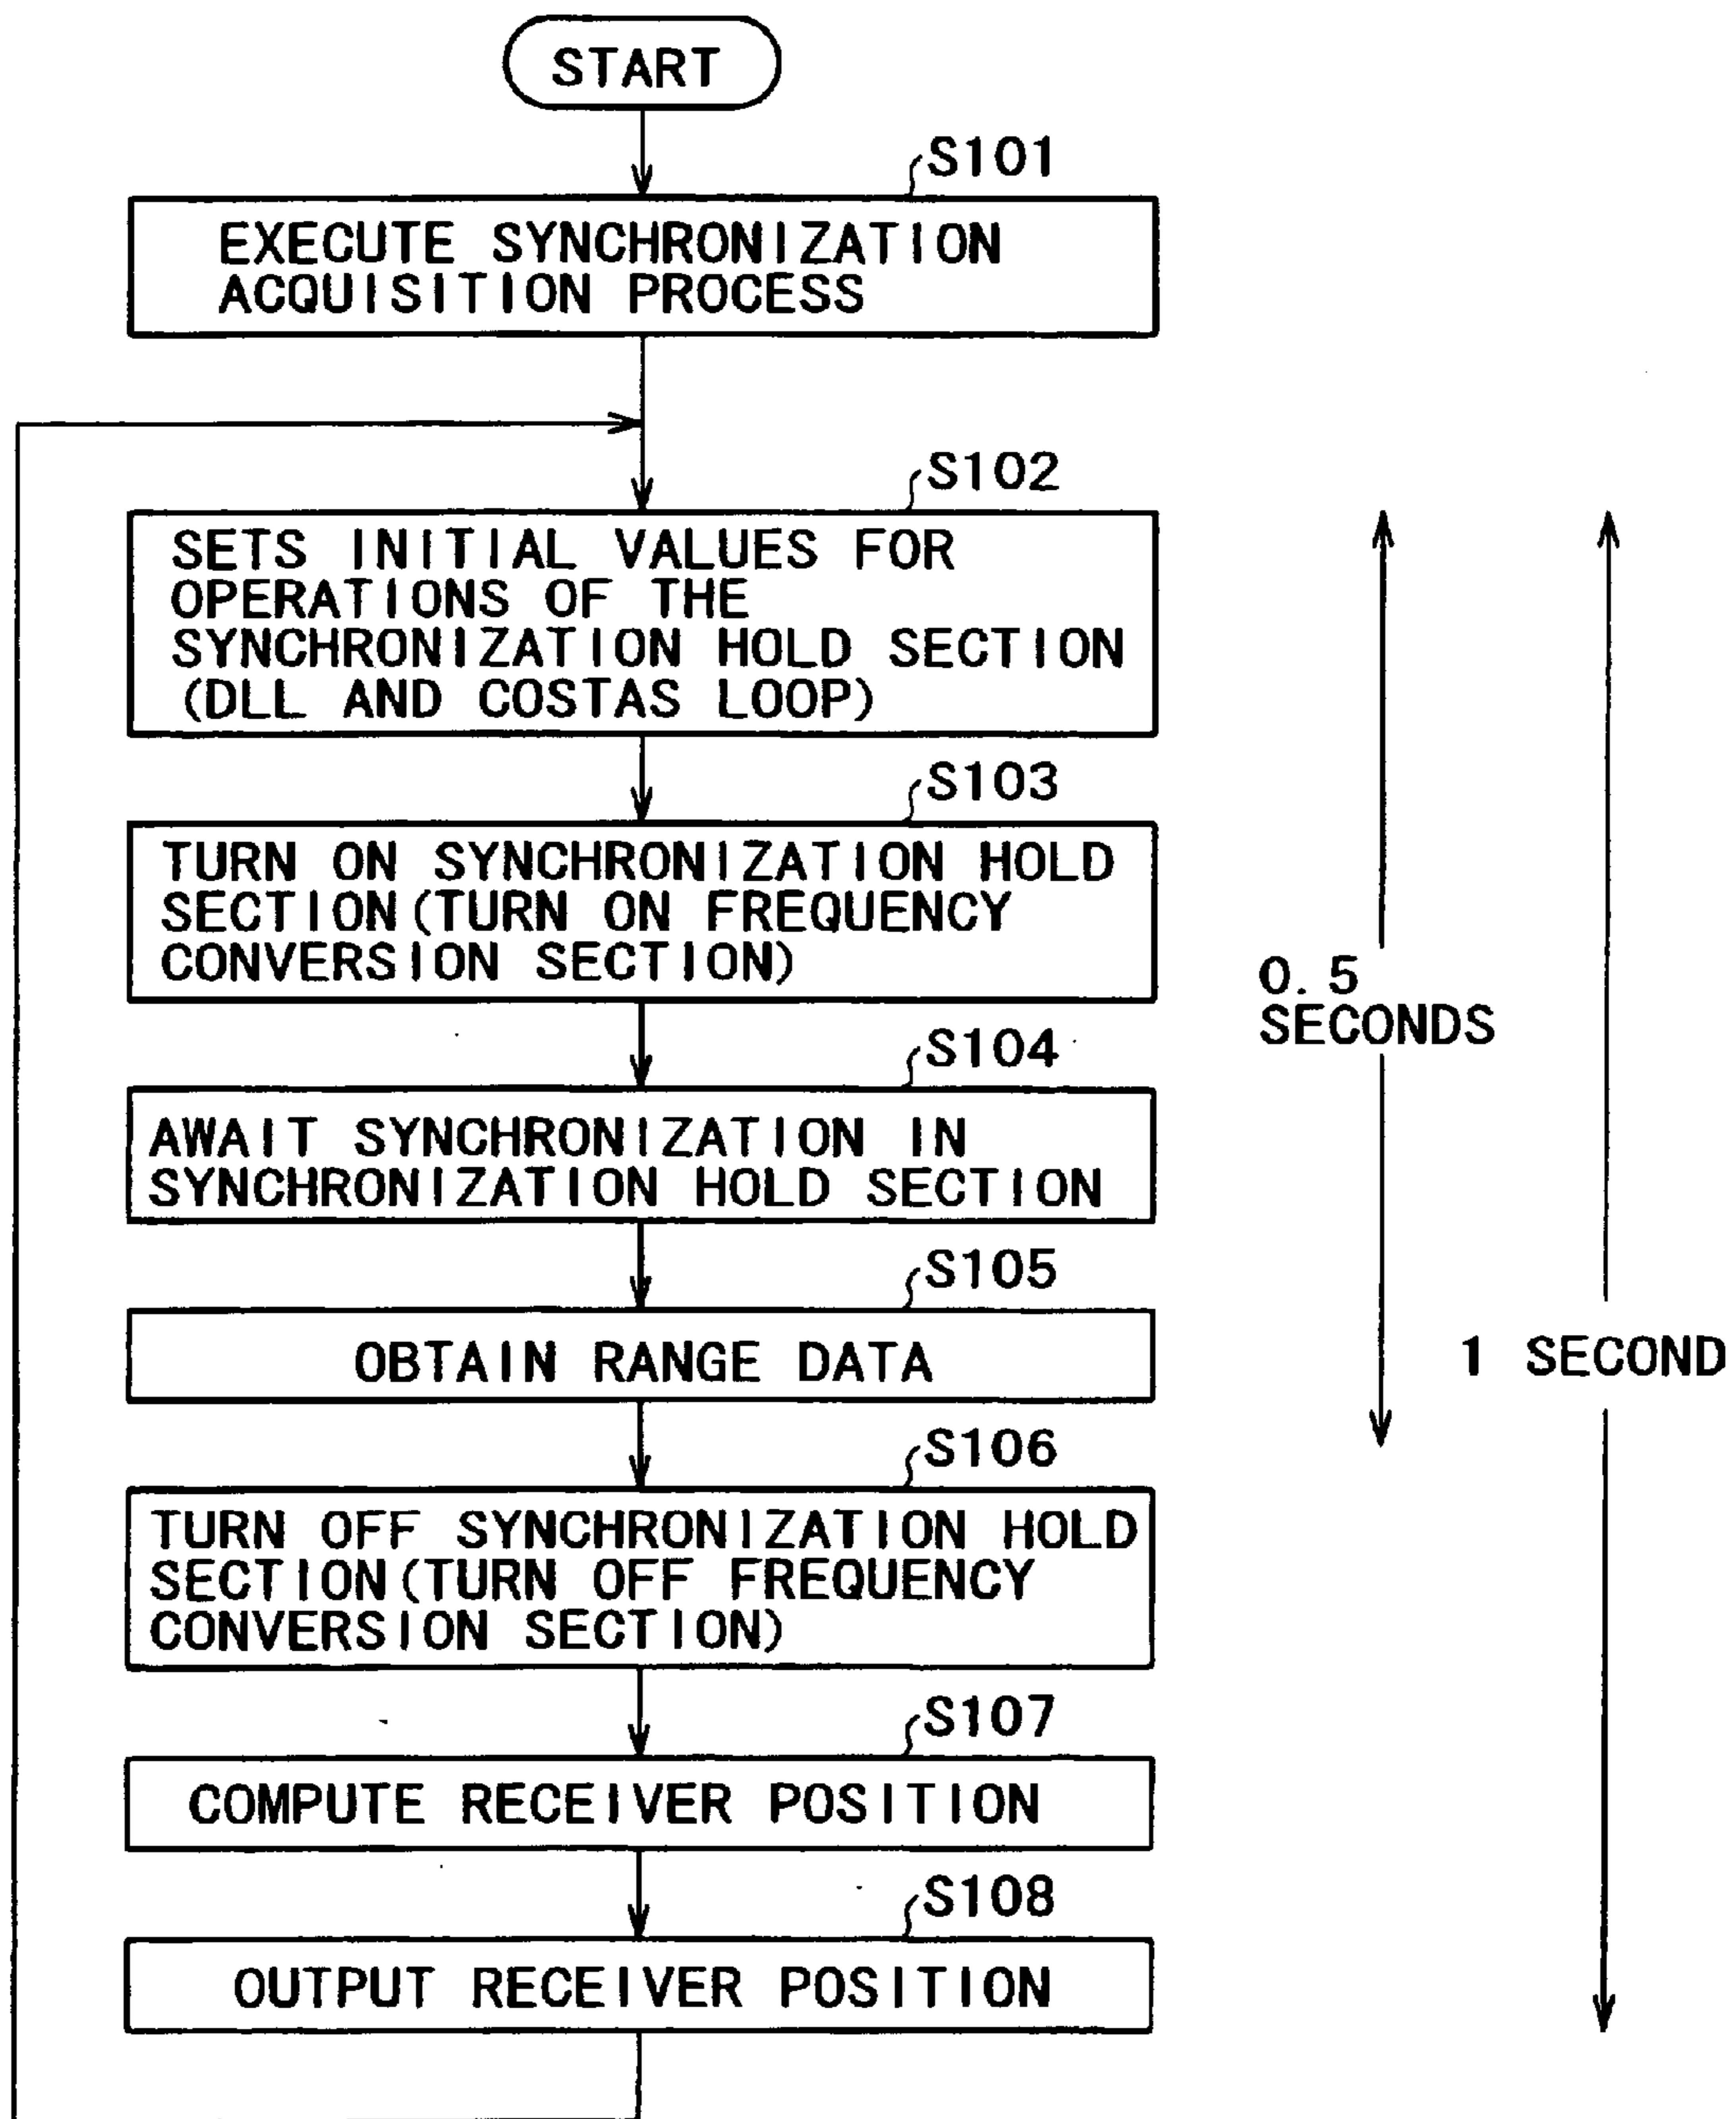 START
S101
EXECUTE SYNCHRONIZATION
ACQUISITION PROCESS
S102
SETS INITIAL VALUES FOR
OPERATIONS OF THE
SYNCHRONIZATION HOLD SECTION
(DLL AND COSTAS LOOP)
S103
TURN ON SYNCHRONIZATION HOLD
SECTION(TURN ON FREQUENCY
CONVERSION SECTION)
0.5
SECONDS
S104
AWAIT SYNCHRONIZATION IN
SYNCHRONIZATION HOLD SECTION
S105
OBTAIN RANGE DATA
1 SECOND
S106
TURN OFF SYNCHRONIZATION HOLD
SECTION(TURN OFF FREQUENCY
CONVERSION SECTION)
S107
COMPUTE RECEIVER POSITION
S108
OUTPUT RECEIVER POSITION